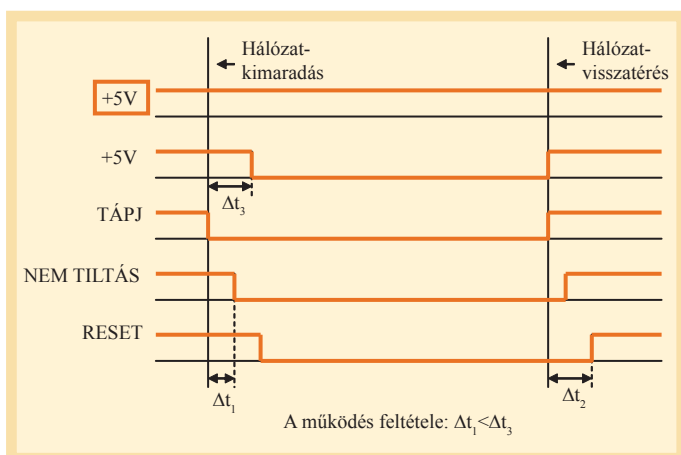 Hálózat-
kimaradás
Hálózat-
visszatérés
+5V
+5V
Δt₃
TÁPJ
NEM TILTÁS
RESET
Δt₁
Δt₂
A működés feltétele: Δt₁<Δt₃